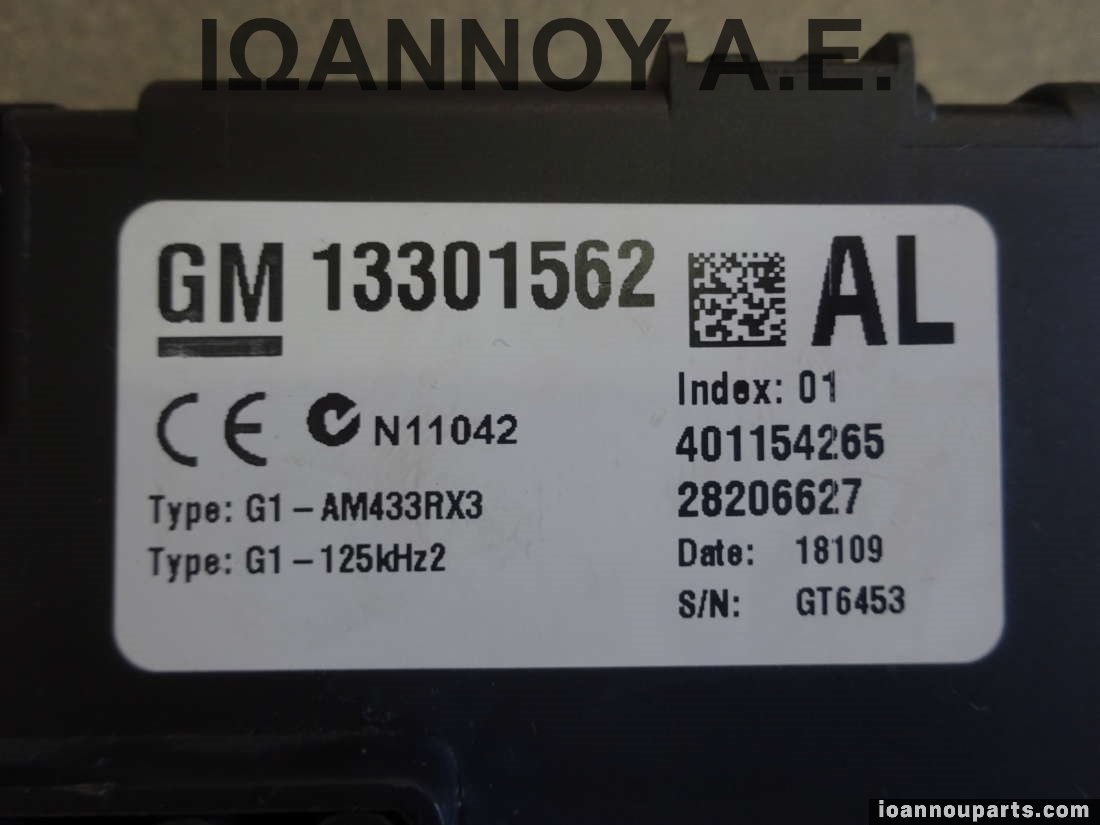 ΙΩΑΝΝΟΥ Α.Ε.
GM 13301562 AL
Index: 01
CE N11042
401154265
28206627
Type: G1-AM433RX3
Type: G1-125kHz2
Date: 18109
S/N: GT6453
ioannouparts.com